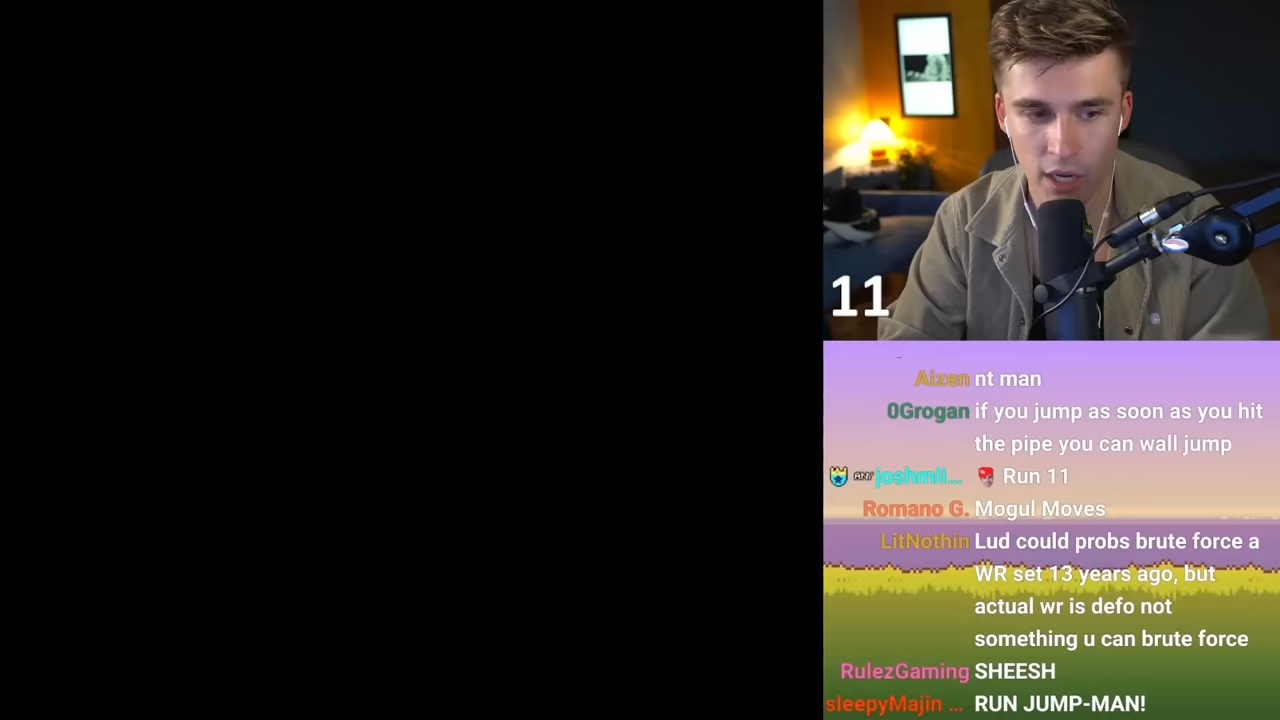 11
Aizen nt man
0Grogan if you jump as soon as you hit
the pipe you can wall jump
joshmli... Run 11
Romano G. Mogul Moves
LitNothin Lud could probs brute force a
WR set 13 years ago, but
actual wr is defo not
something u can brute force
RulezGaming SHEESH
sleepyMajin ... RUN JUMP-MAN!